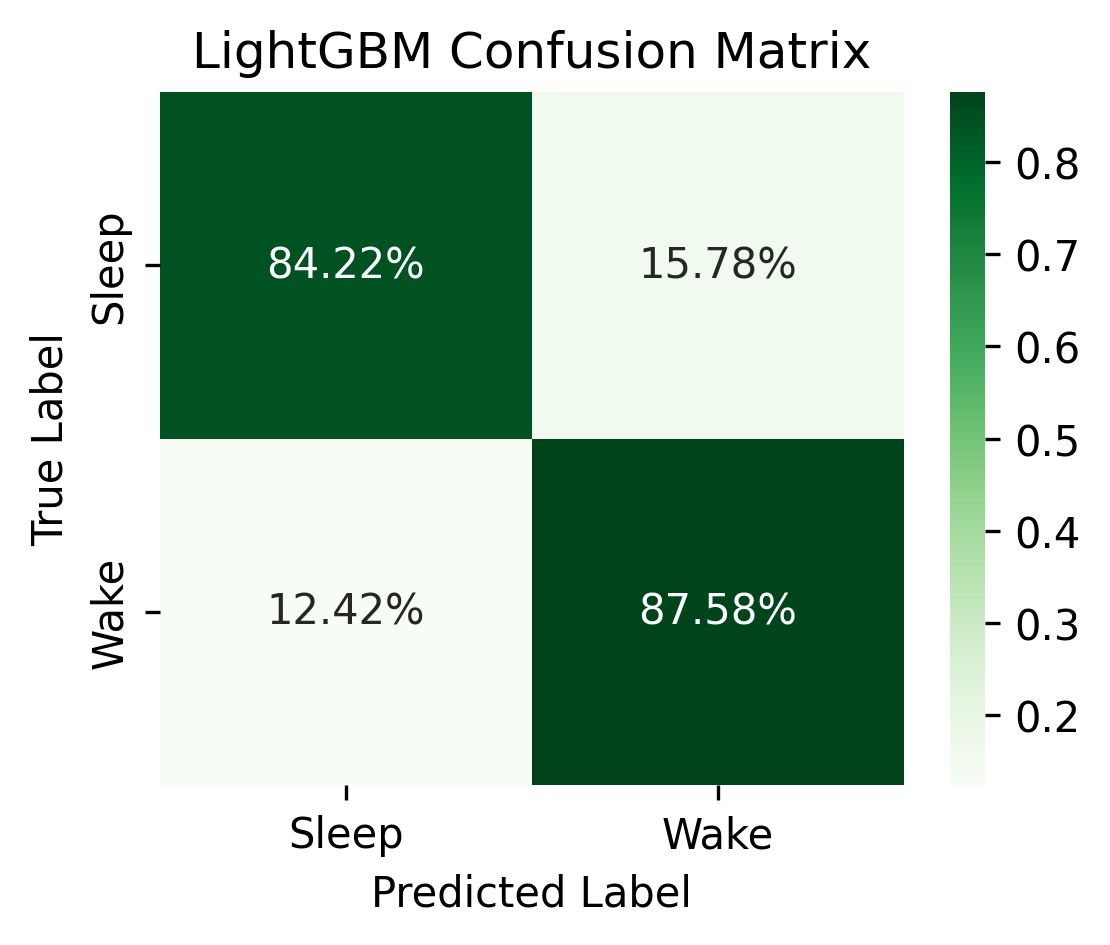 LightGBM Confusion Matrix
True Label
Sleep
84.22%
15.78%
Wake
12.42%
87.58%
Sleep
Wake
Predicted Label
0.8
0.7
0.6
0.5
0.4
0.3
0.2